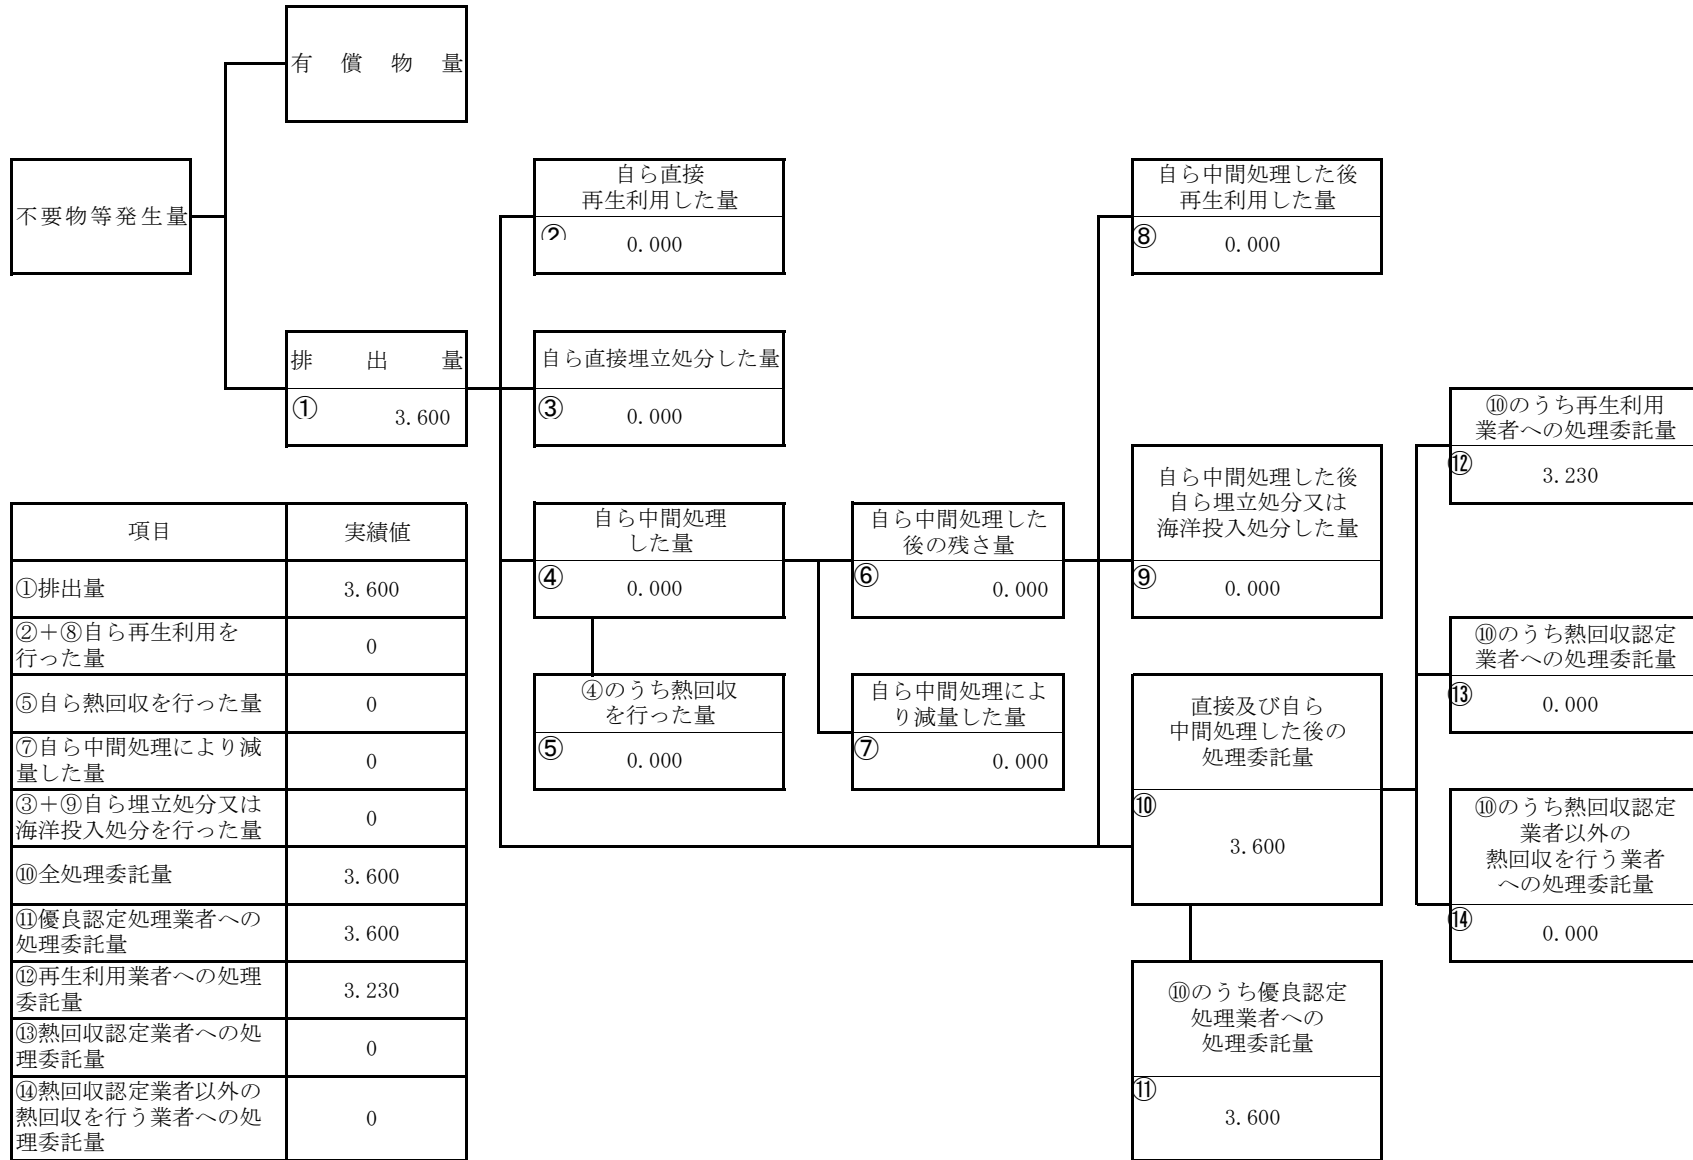 有償物量
不要物等発生量
排出量
① 3.600
自ら直接
再生利用した量
② 0.000
自ら直接埋立処分した量
③ 0.000
自ら中間処理
した量
④ 0.000
④のうち熱回収
を行った量
⑤ 0.000
自ら中間処理した
後の残さ量
⑥ 0.000
自ら中間処理によ
り減量した量
⑦ 0.000
自ら中間処理した後
再生利用した量
⑧ 0.000
自ら中間処理した後
自ら埋立処分又は
海洋投入処分した量
⑨ 0.000
直接及び自ら
中間処理した後の
処理委託量
⑩
3.600
⑩のうち優良認定
処理業者への
処理委託量
⑪
3.600
⑩のうち再生利用
業者への処理委託量
⑫ 3.230
⑩のうち熱回収認定
業者への処理委託量
⑬ 0.000
⑩のうち熱回収認定
業者以外の
熱回収を行う業者
への処理委託量
⑭ 0.000
項目 実績値
①排出量 3.600
②+⑧自ら再生利用を
行った量 0
⑤自ら熱回収を行った量 0
⑦自ら中間処理により減
量した量 0
③+⑨自ら埋立処分又は
海洋投入処分を行った量 0
⑩全処理委託量 3.600
⑪優良認定処理業者への
処理委託量 3.600
⑫再生利用業者への処理
委託量 3.230
⑬熱回収認定業者への処
理委託量 0
⑭熱回収認定業者以外の
熱回収を行う業者への処
理委託量 0